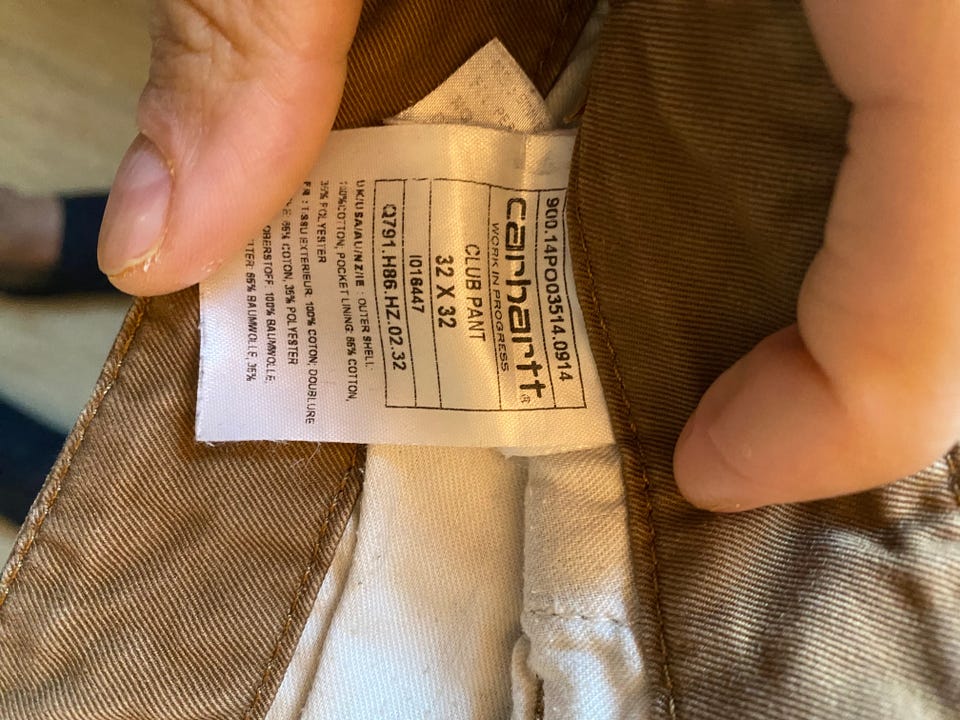 900.14PO03514.0914
carhartt®
WORK IN PROGRESS
CLUB PANT
32 X 32
I016447
Q791.H86.HZ.02.32
UK/USA/AU/NZ/IE : OUTER SHELL:
100%COTTON, POCKET LINING: 65% COTTON,
35% POLYESTER
FR : TISSU EXTERIEUR: 100% COTON, DOUBLURE
65% COTON, 35% POLYESTER
OBERSTOFF: 100% BAUMWOLLE,
65% BAUMWOLLE, 35%